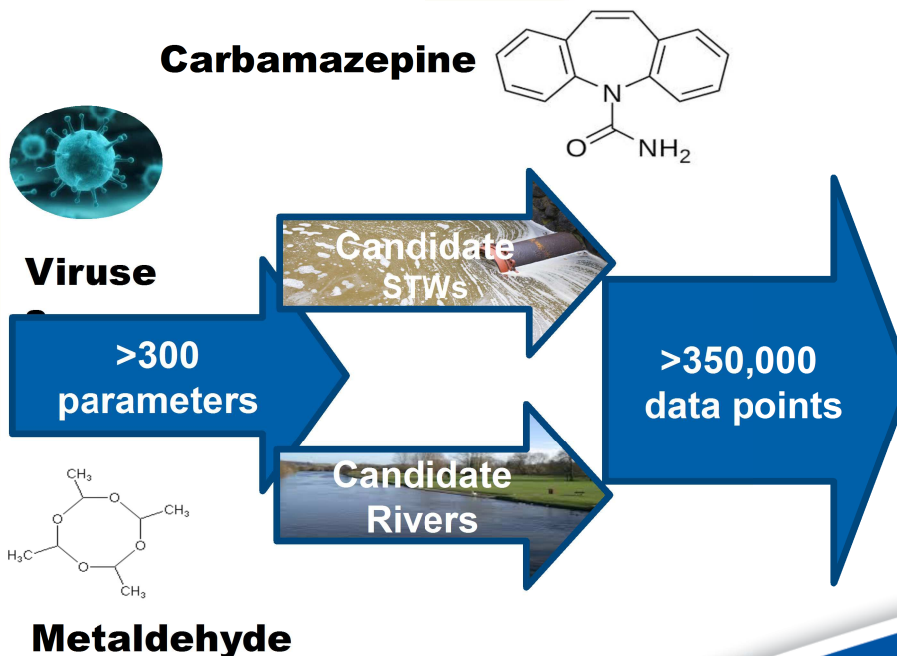 Carbamazepine
N
O
NH2
Viruse
Candidate
STWs
>300
parameters
>350,000
data points
Candidate
Rivers
CH3
O
CH3
O
O
H3C
O
CH3
Metaldehyde